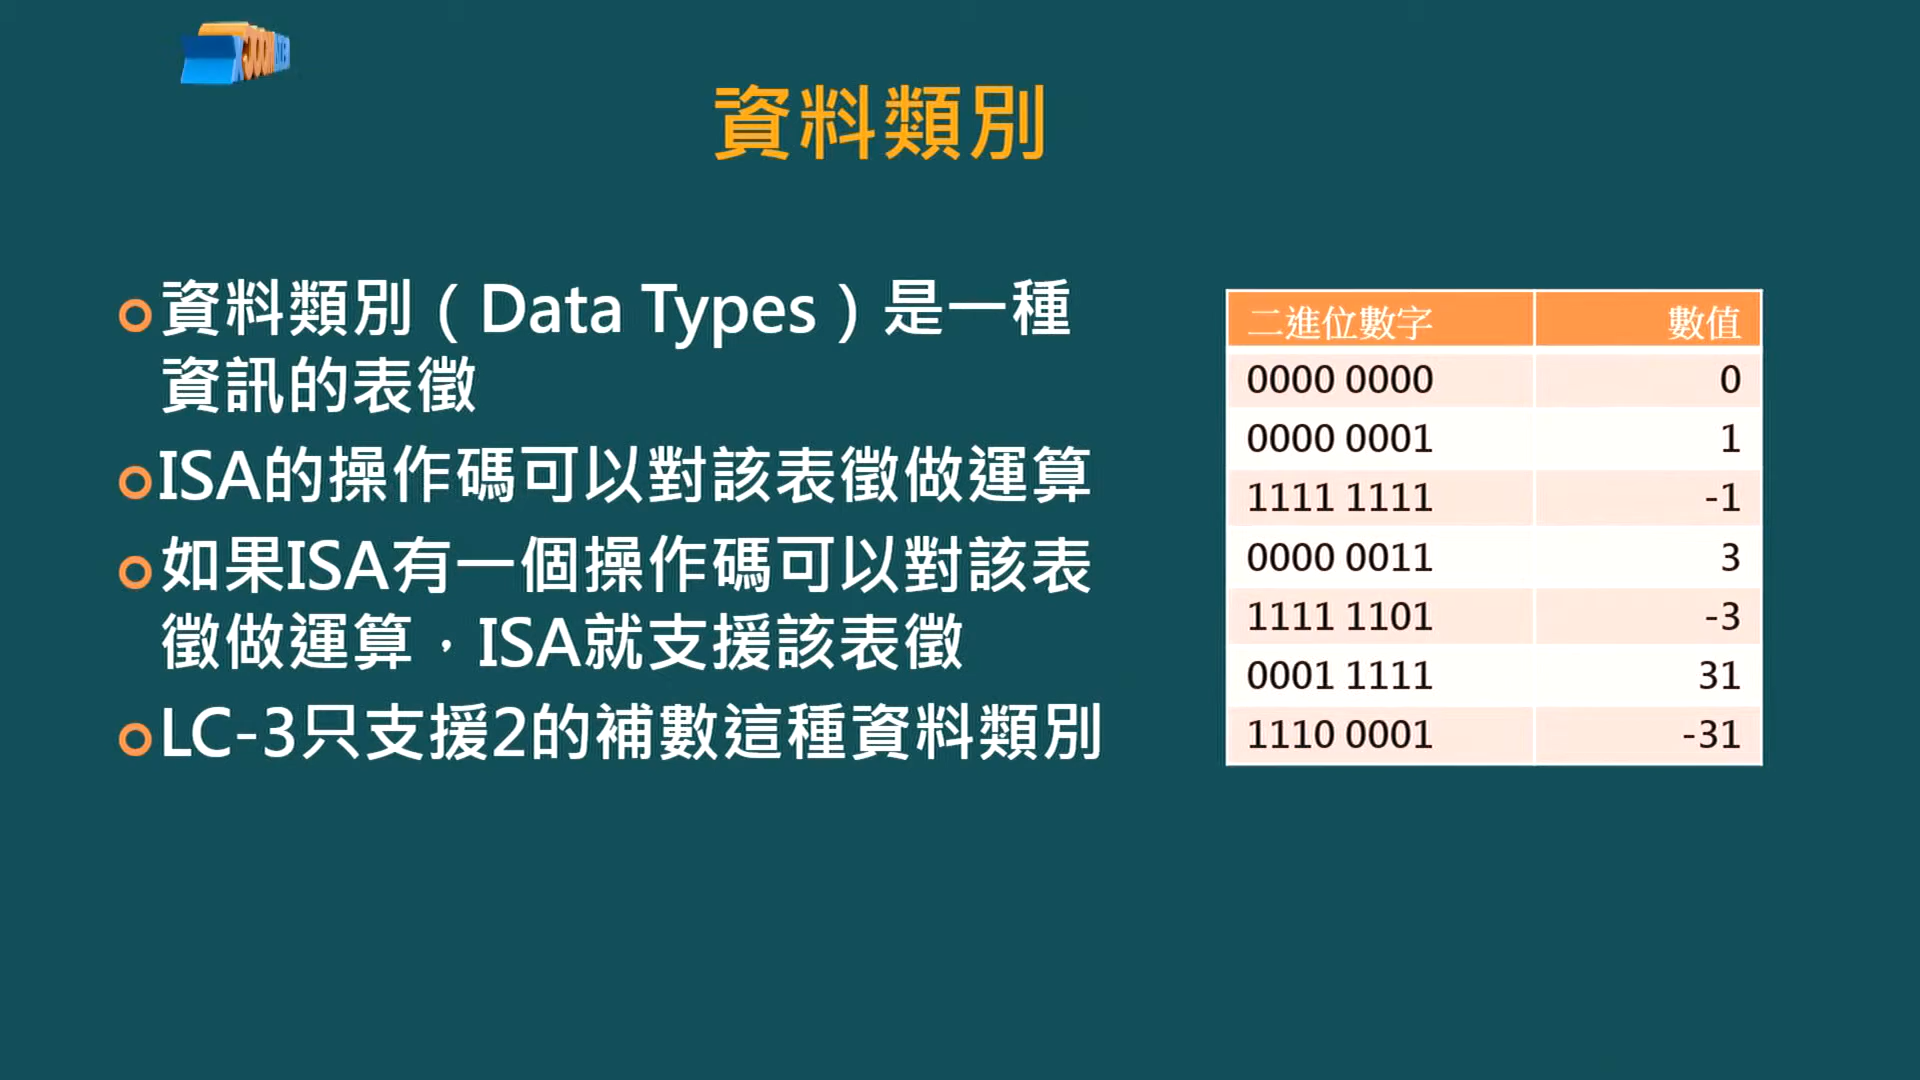 資料類別
資料類別（Data Types）是一種
資訊的表徵
ISA的操作碼可以對該表徵做運算
如果ISA有一個操作碼可以對該表
徵做運算，ISA就支援該表徵
LC-3只支援2的補數這種資料類別
二進位數字 數值
0000 0000 0
0000 0001 1
1111 1111 -1
0000 0011 3
1111 1101 -3
0001 1111 31
1110 0001 -31